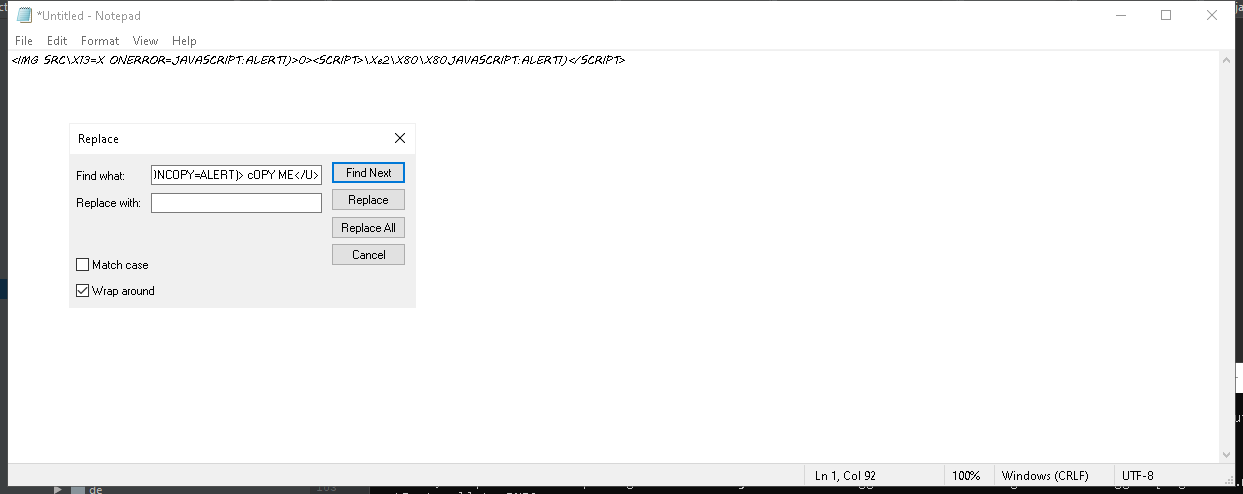 *Untitled - Notepad
File Edit Format View Help
<IMG SRC\X13=X ONERROR=JAVASCRIPT:ALERT1)>0><SCRIPT>\Xe2\X80\X80JAVASCRIPT:ALERT1)</SCRIPT>
Replace
Find what: )NCOPY=ALERT)> cOPY ME</U> Find Next
Replace with: Replace
Replace All
Cancel
Match case
Wrap around
Ln 1, Col 92 100% Windows (CRLF) UTF-8
de